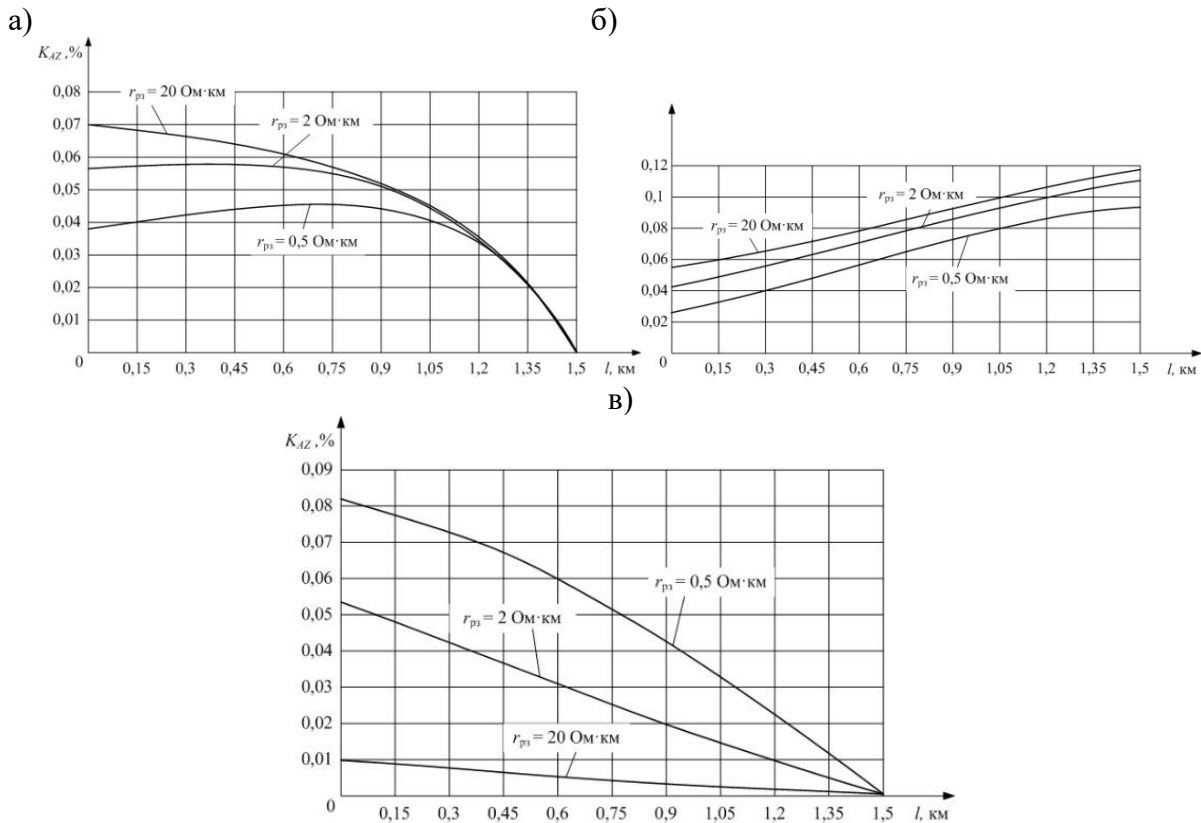 а)
б)
K_AZ ,%
0,08
r_рз = 20 Ом·км
0,07
r_рз = 2 Ом·км
0,06
0,05
0,04
0,03
r_рз = 0,5 Ом·км
0,02
0,01
0
0,15 0,3 0,45 0,6 0,75 0,9 1,05 1,2 1,35 1,5 l, км
0,12
0,1
r_рз = 2 Ом·км
0,08
r_рз = 20 Ом·км
0,06
0,04
r_рз = 0,5 Ом·км
0,02
0
0,15 0,3 0,45 0,6 0,75 0,9 1,05 1,2 1,35 1,5 l, км
в)
K_AZ ,%
0,09
0,08
0,07
0,06
r_рз = 0,5 Ом·км
0,05
r_рз = 2 Ом·км
0,04
0,03
0,02
r_рз = 20 Ом·км
0,01
0
0,15 0,3 0,45 0,6 0,75 0,9 1,05 1,2 1,35 1,5 l, км